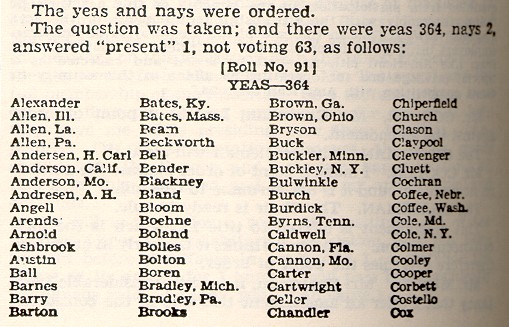 The yeas and nays were ordered.
The question was taken; and there were yeas 364, nays 2,
answered "present" 1, not voting 63, as follows:
[Roll No. 91]
YEAS—364
Alexander Bates, Ky. Brown, Ga. Chiperfield
Allen, Ill. Bates, Mass. Brown, Ohio Church
Allen, La. Beam Bryson Clason
Allen, Pa. Beckworth Buck Claypool
Andersen, H. Carl Bell Buckler, Minn. Clevenger
Anderson, Calif. Bender Buckley, N. Y. Cluett
Anderson, Mo. Blackney Bulwinkle Cochran
Andresen, A. H. Bland Burch Coffee, Nebr.
Angell Bloom Burdick Coffee, Wash.
Arends Boehne Byrns, Tenn. Cole, Md.
Arnold Boland Caldwell Cole, N. Y.
Ashbrook Bolles Cannon, Fla. Colmer
Austin Bolton Cannon, Mo. Cooley
Ball Boren Carter Cooper
Barnes Bradley, Mich. Cartwright Corbett
Barry Bradley, Pa. Celler Costello
Barton Brooks Chandler Cox